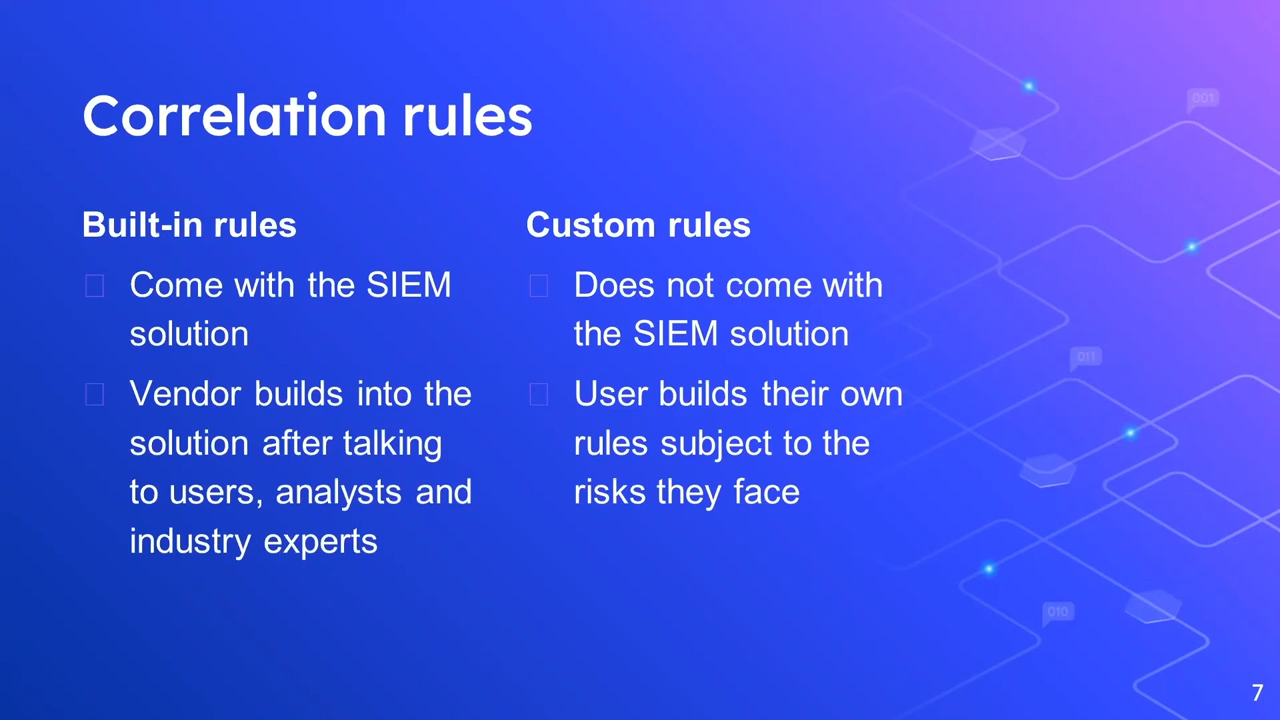 Correlation rules
Built-in rules
Come with the SIEM
solution
Vendor builds into the
solution after talking
to users, analysts and
industry experts
Custom rules
Does not come with
the SIEM solution
User builds their own
rules subject to the
risks they face
001
011
010
7